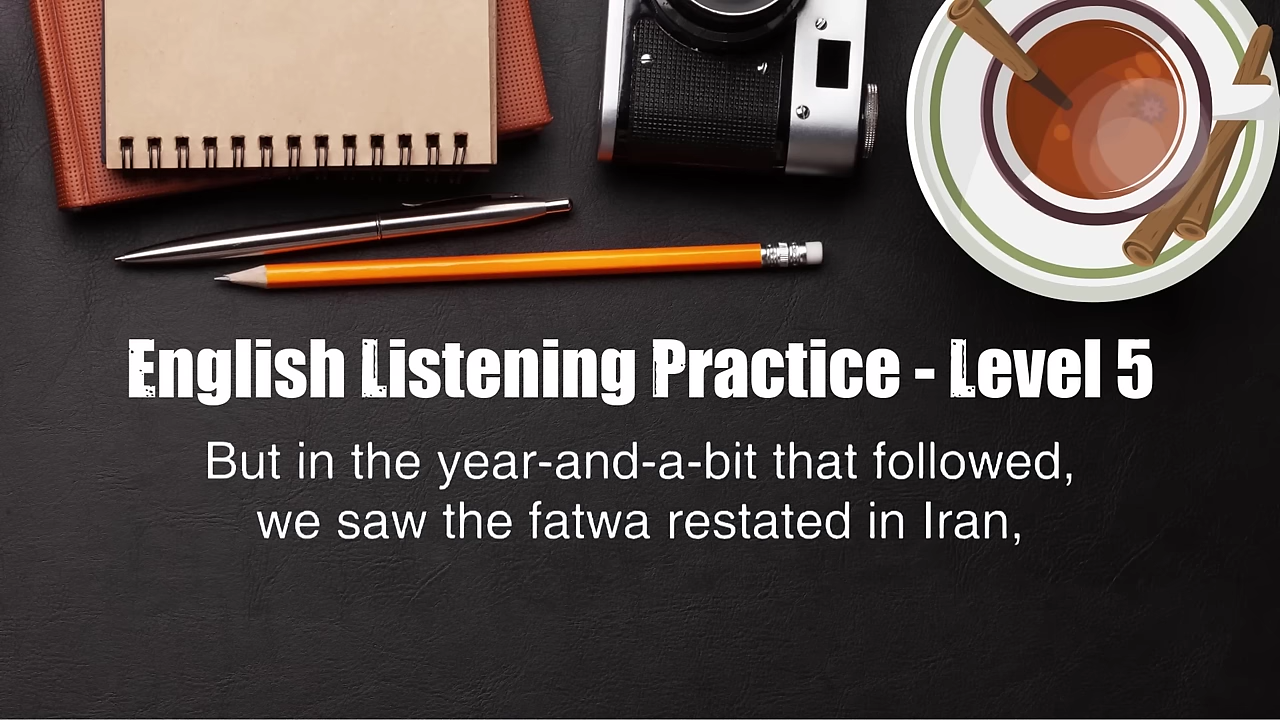 English Listening Practice - Level 5
But in the year-and-a-bit that followed,
we saw the fatwa restated in Iran,